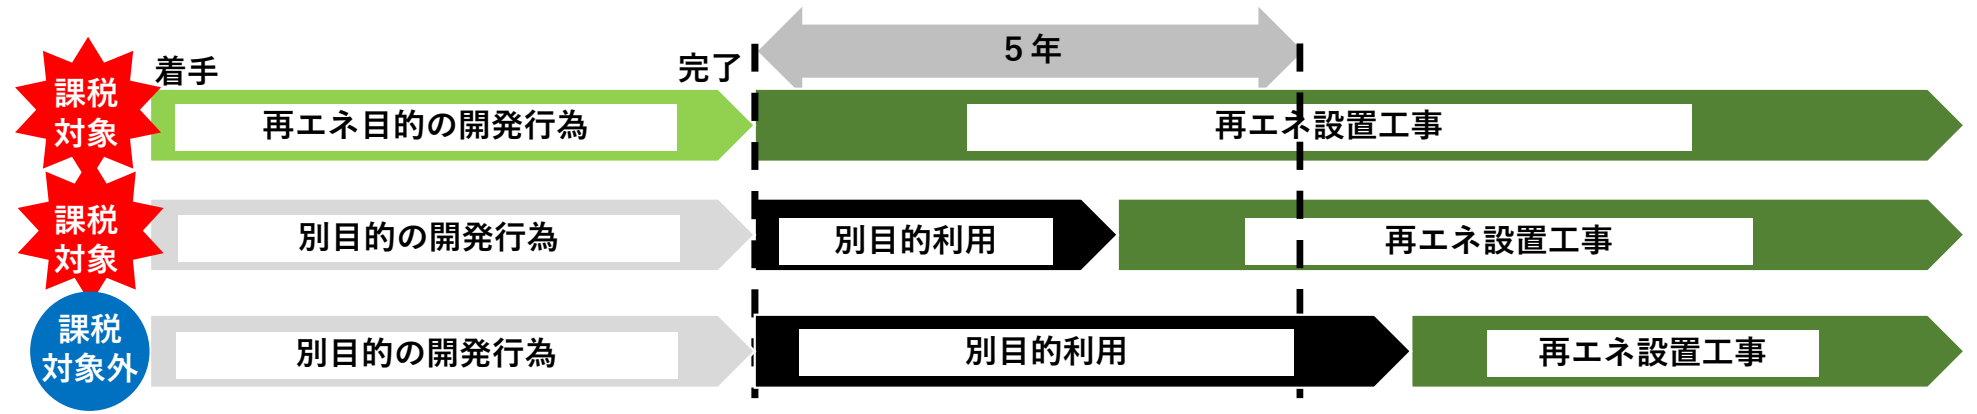 5年
着手
完了
課税
対象
再エネ目的の開発行為
再エネ設置工事
課税
対象
別目的の開発行為
別目的利用
再エネ設置工事
課税
対象外
別目的の開発行為
別目的利用
再エネ設置工事